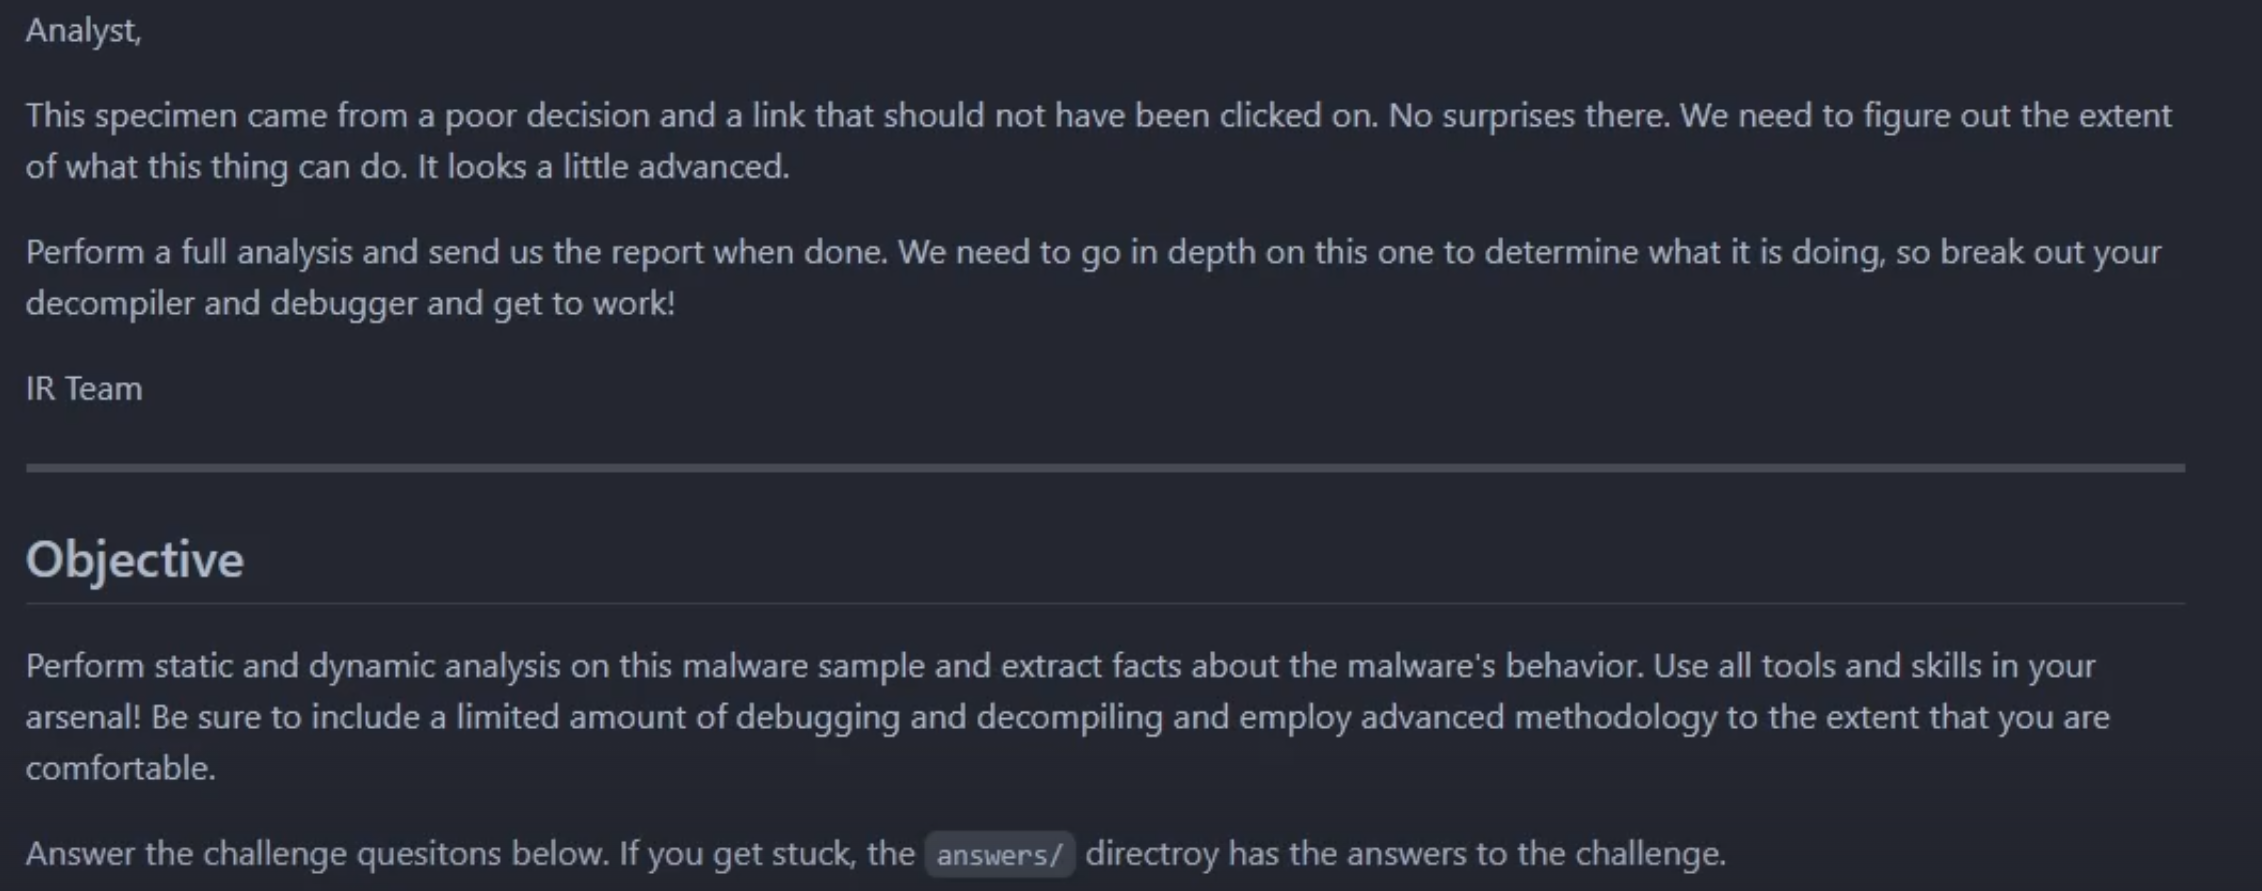 Analyst,
This specimen came from a poor decision and a link that should not have been clicked on. No surprises there. We need to figure out the extent
of what this thing can do. It looks a little advanced.
Perform a full analysis and send us the report when done. We need to go in depth on this one to determine what it is doing, so break out your
decompiler and debugger and get to work!
IR Team
Objective
Perform static and dynamic analysis on this malware sample and extract facts about the malware's behavior. Use all tools and skills in your
arsenal! Be sure to include a limited amount of debugging and decompiling and employ advanced methodology to the extent that you are
comfortable.
Answer the challenge quesitons below. If you get stuck, the answers/ directroy has the answers to the challenge.